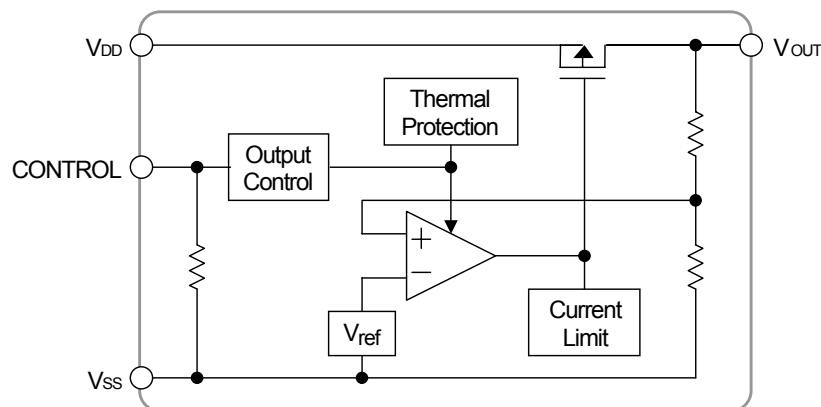 VDD
VOUT
Thermal
Protection
CONTROL
Output
Control
+
−
Vref
Current
Limit
VSS